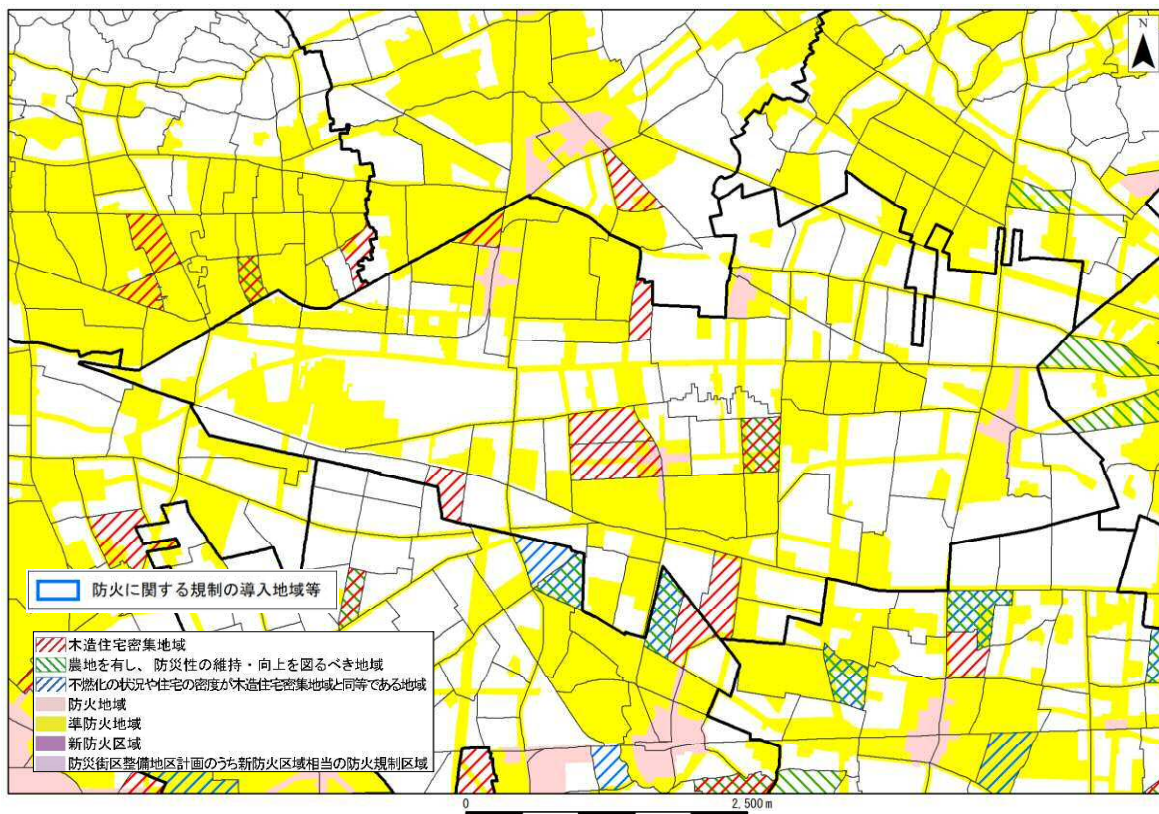 N
防火に関する規制の導入地域等
木造住宅密集地域
農地を有し、防災性の維持・向上を図るべき地域
不燃化の状況や住宅の密度が木造住宅密集地域と同等である地域
防火地域
準防火地域
新防火区域
防災街区整備地区計画のうち新防火区域相当の防火規制区域
0 2,500m